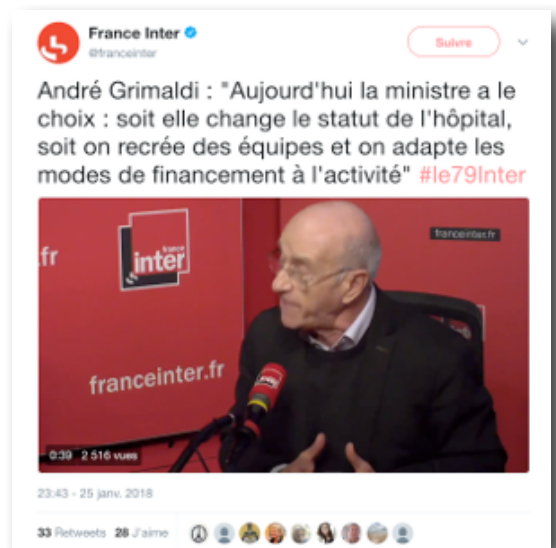 France Inter
@franceinter
Suivre
André Grimaldi : "Aujourd'hui la ministre a le
choix : soit elle change le statut de l'hôpital,
soit on recrée des équipes et on adapte les
modes de financement à l'activité" #le79Inter
franceinter.fr
.fr
france
inter
franceinter.fr
inter
0:39 2 516 vues
23:43 - 25 janv. 2018
33 Retweets 28 J'aime